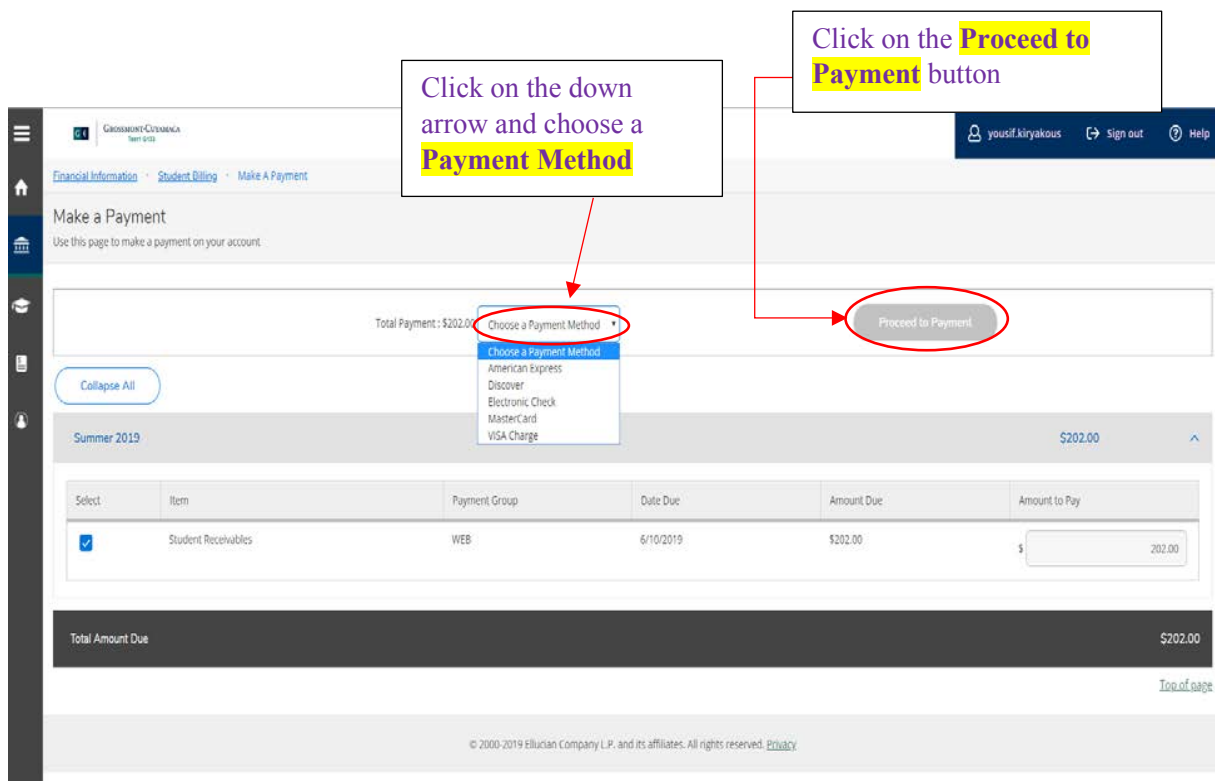 Click on the Proceed to
Payment button
Click on the down
arrow and choose a
Payment Method
GROSSMONT-CUYAMACA
yousif.kiryakous Sign out Help
Financial Information · Student Billing · Make A Payment
Make a Payment
Use this page to make a payment on your account
Total Payment : $202.00 Choose a Payment Method Proceed to Payment
Choose a Payment Method
American Express
Discover
Electronic Check
MasterCard
VISA Charge
Collapse All
Summer 2019 $202.00
Select Item Payment Group Date Due Amount Due Amount to Pay
Student Receivables WEB 6/10/2019 $202.00 $ 202.00
Total Amount Due $202.00
Top of page
© 2000-2019 Ellucian Company L.P. and its affiliates. All rights reserved. Privacy